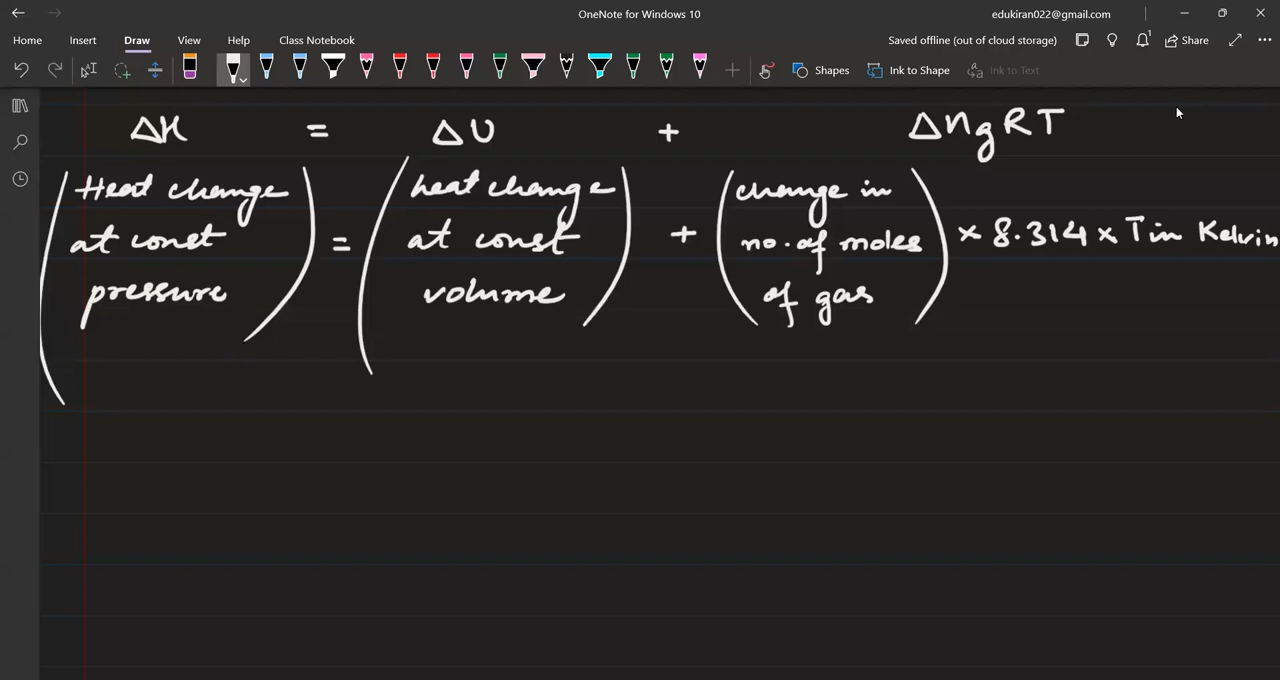 OneNote for Windows 10
edukiran022@gmail.com
Home Insert Draw View Help Class Notebook
Saved offline (out of cloud storage)
1
Share
Shapes
Ink to Shape
Ink to Text
ΔH = ΔU + ΔngRT
(Heat change at const pressure) = (heat change at const volume) + (change in no. of moles of gas) × 8.314 × T in Kelvin